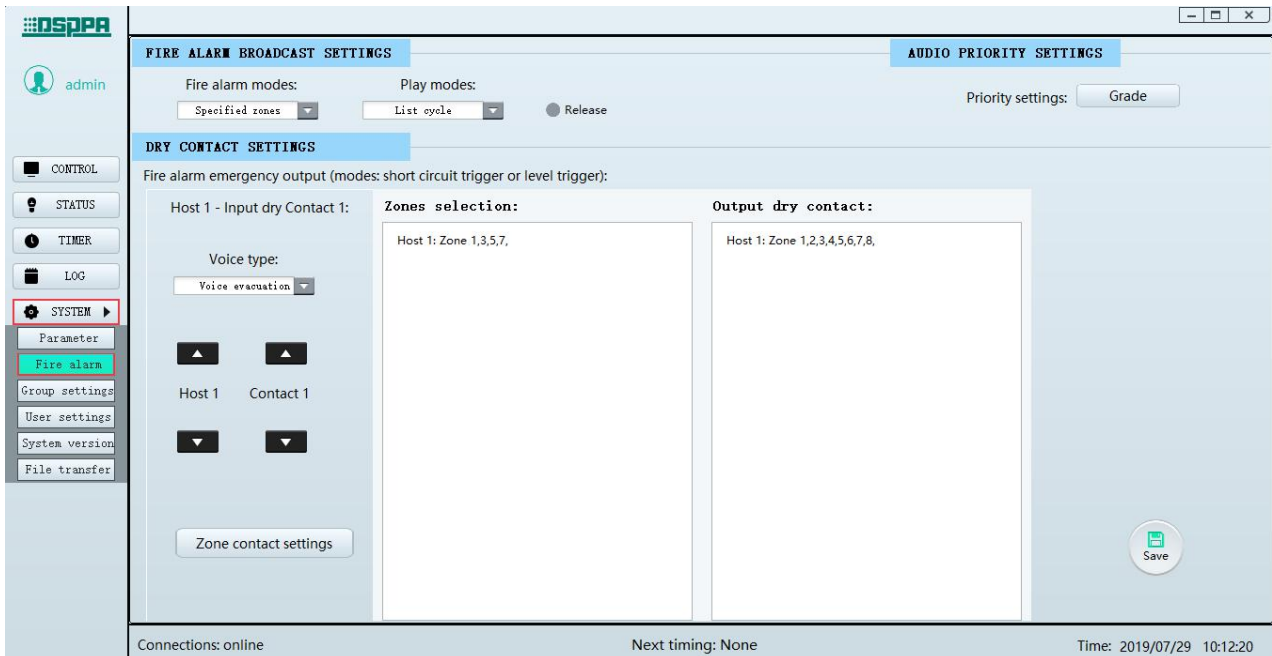 DSPPA
admin
CONTROL
STATUS
TIMER
LOG
SYSTEM
Parameter
Fire alarm
Group settings
User settings
System version
File transfer
FIRE ALARM BROADCAST SETTINGS
Fire alarm modes:
Specified zones
Play modes:
List cycle
Release
AUDIO PRIORITY SETTINGS
Priority settings: Grade
DRY CONTACT SETTINGS
Fire alarm emergency output (modes: short circuit trigger or level trigger):
Host 1 - Input dry Contact 1:
Voice type:
Voice evacuation
Host 1 Contact 1
Zone contact settings
Zones selection:
Host 1: Zone 1,3,5,7,
Output dry contact:
Host 1: Zone 1,2,3,4,5,6,7,8,
Save
Connections: online Next timing: None Time: 2019/07/29 10:12:20